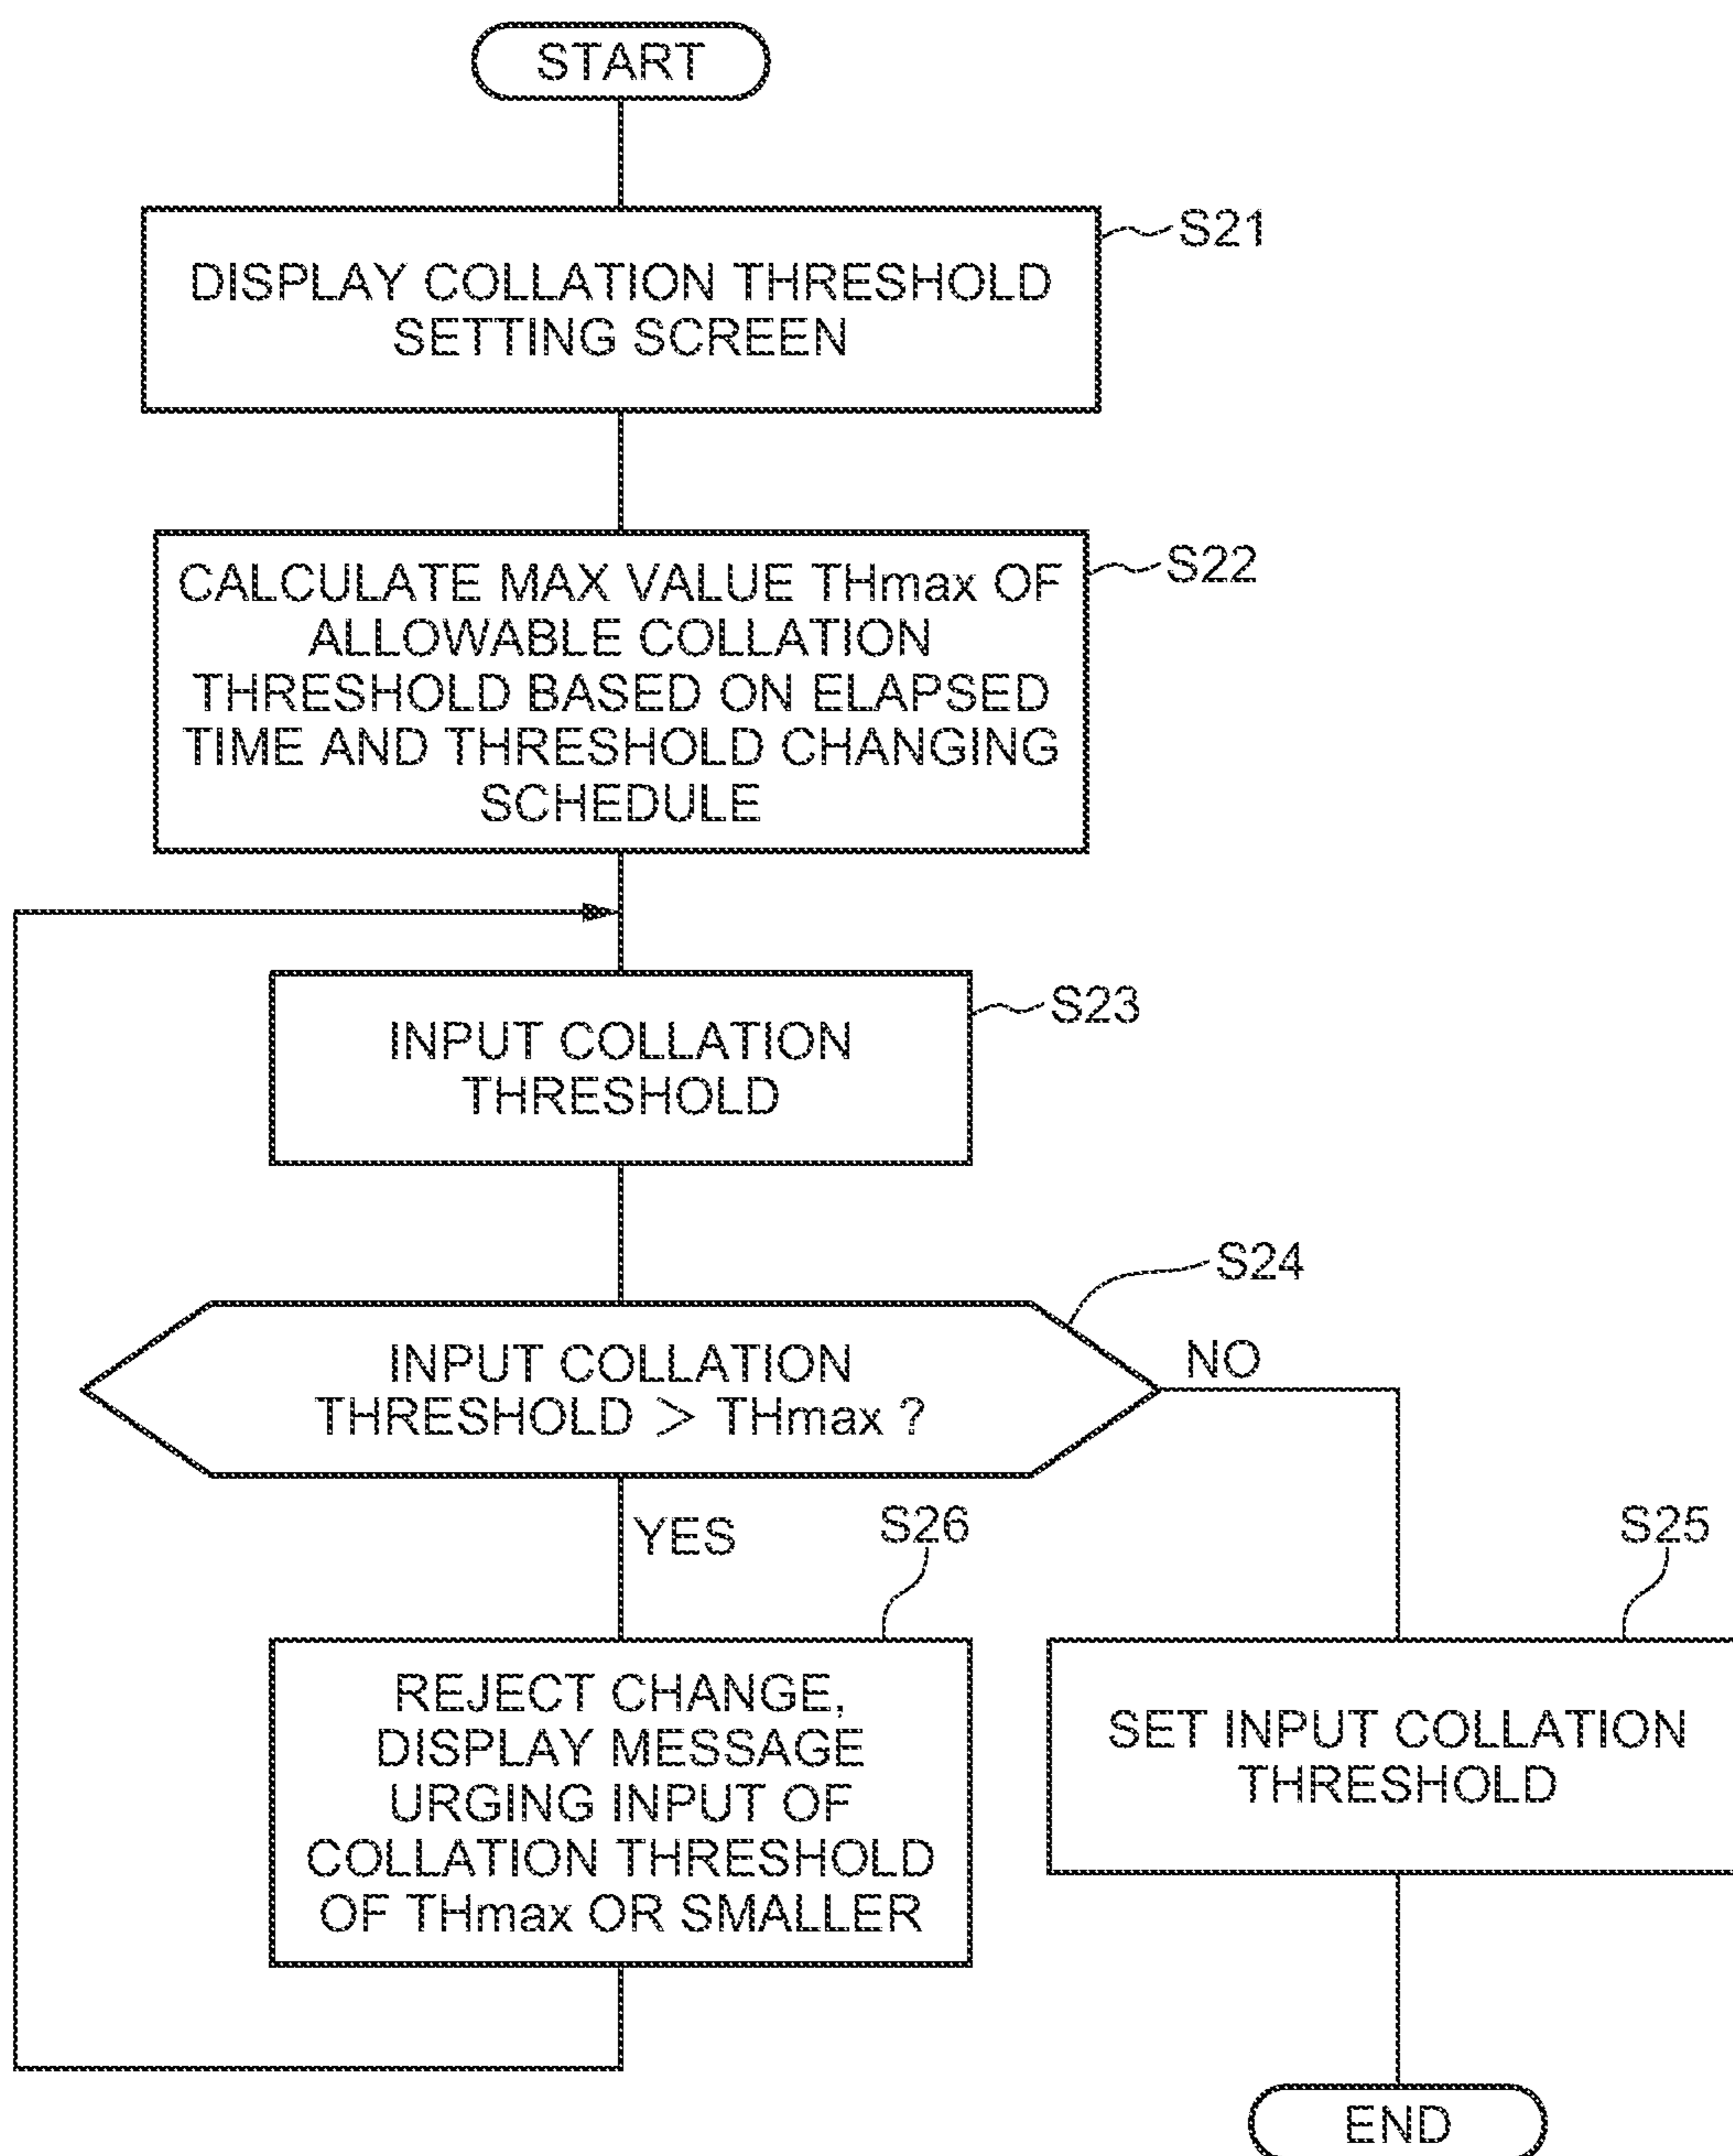 START
S21
DISPLAY COLLATION THRESHOLD
SETTING SCREEN
S22
CALCULATE MAX VALUE THmax OF
ALLOWABLE COLLATION
THRESHOLD BASED ON ELAPSED
TIME AND THRESHOLD CHANGING
SCHEDULE
S23
INPUT COLLATION
THRESHOLD
S24
INPUT COLLATION
THRESHOLD > THmax ?
NO
YES
S26
REJECT CHANGE,
DISPLAY MESSAGE
URGING INPUT OF
COLLATION THRESHOLD
OF THmax OR SMALLER
S25
SET INPUT COLLATION
THRESHOLD
END